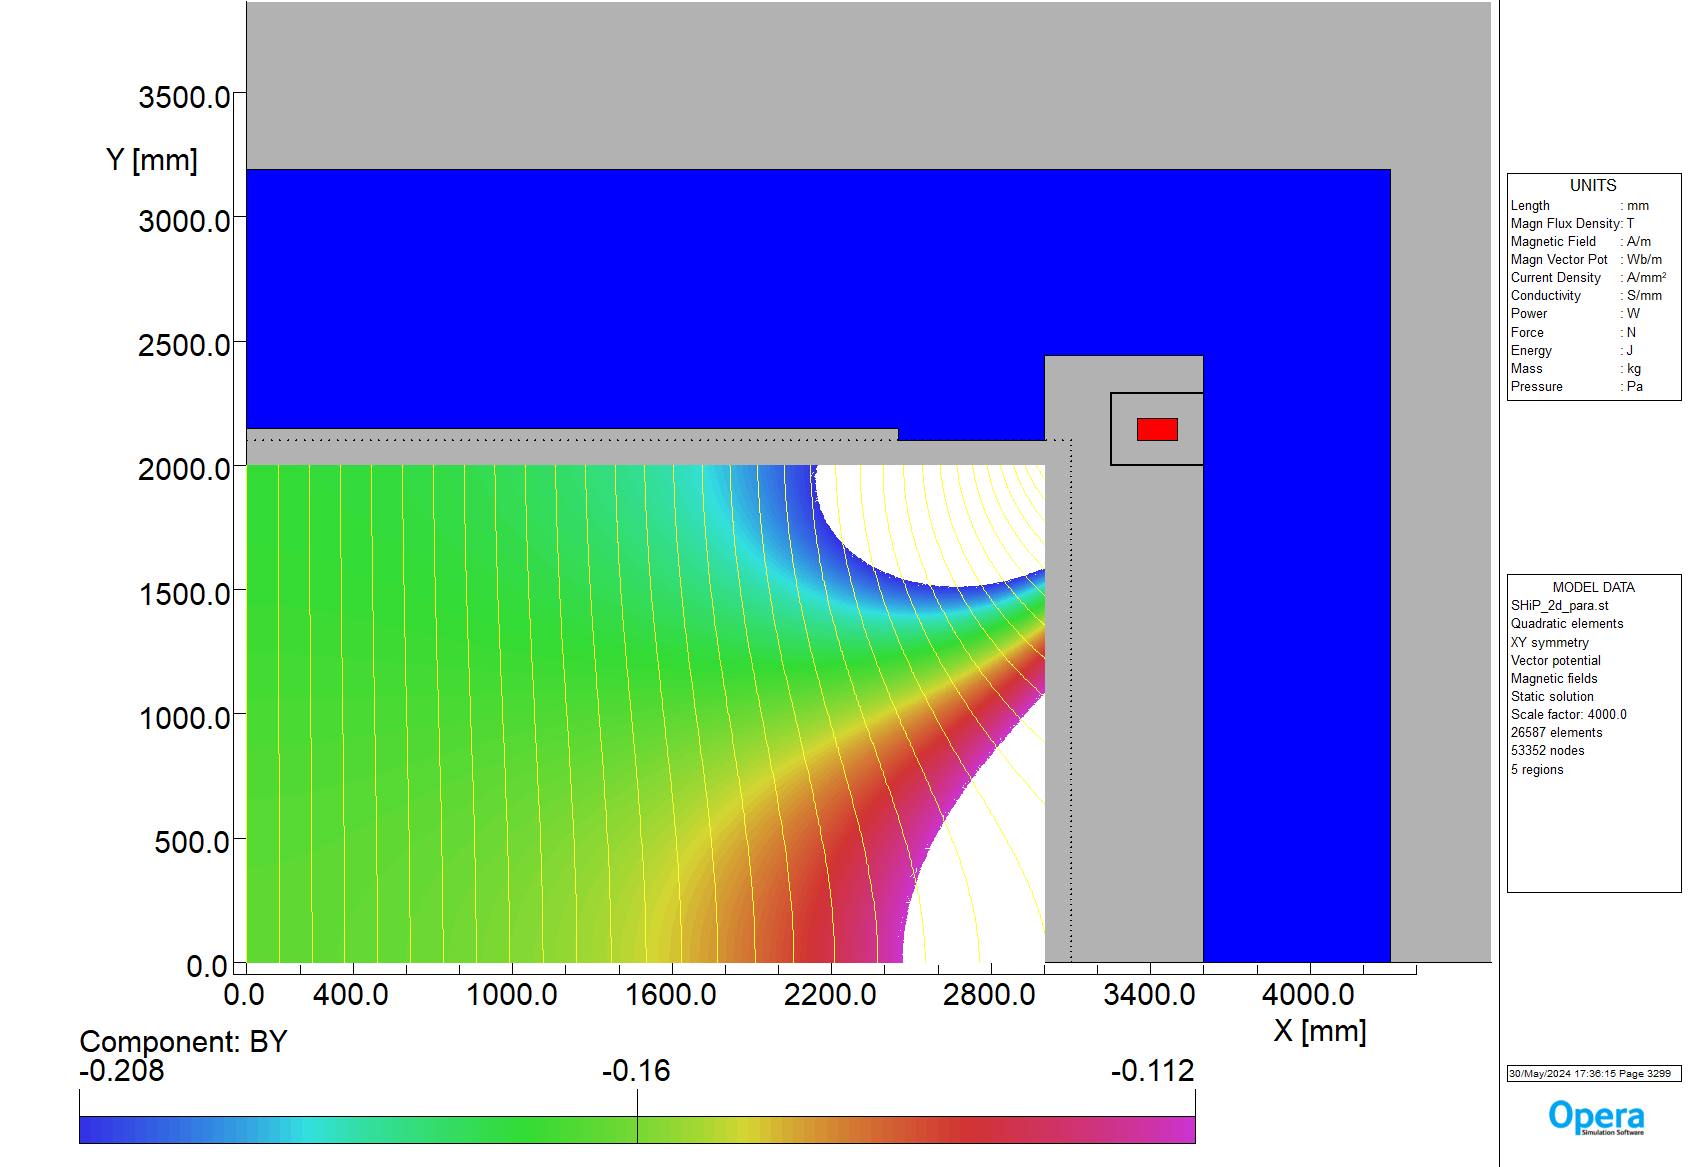 3500.0
Y [mm]
3000.0
2500.0
2000.0
1500.0
1000.0
500.0
0.0
0.0 400.0 1000.0 1600.0 2200.0 2800.0 3400.0 4000.0
X [mm]
Component: BY
-0.208 -0.16 -0.112
UNITS
Length : mm
Magn Flux Density : T
Magnetic Field : A/m
Magn Vector Pot : Wb/m
Current Density : A/mm²
Conductivity : S/mm
Power : W
Force : N
Energy : J
Mass : kg
Pressure : Pa
MODEL DATA
SHiP_2d_para.st
Quadratic elements
XY symmetry
Vector potential
Magnetic fields
Static solution
Scale factor: 4000.0
26587 elements
53352 nodes
5 regions
30/May/2024 17:36:15 Page 3299
Opera
Simulation Software